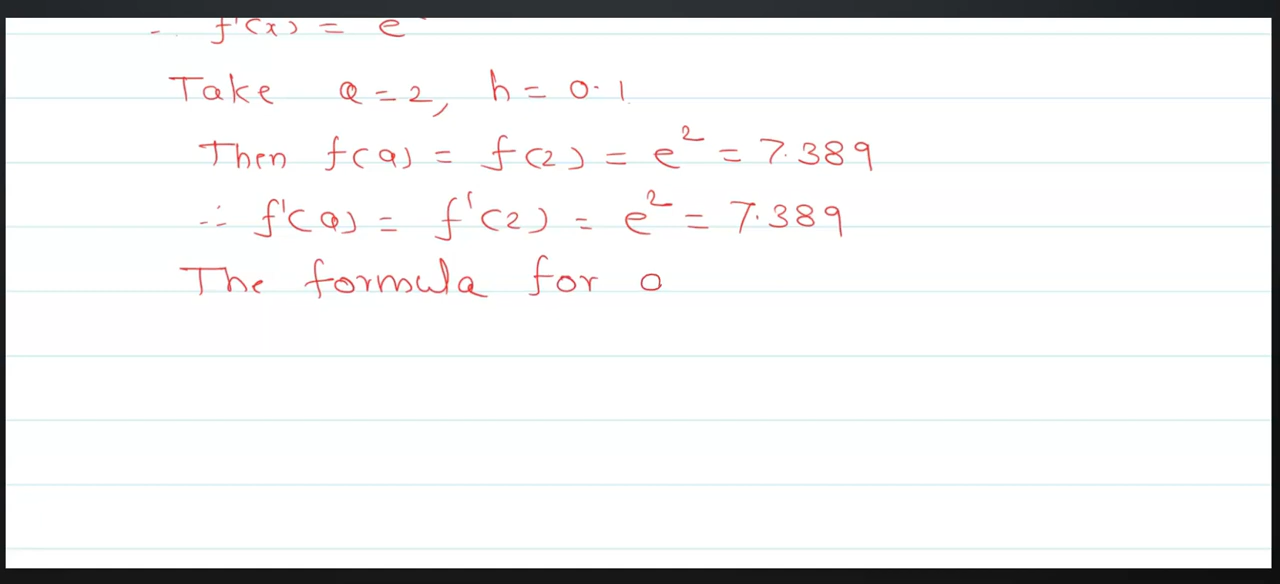 ∴ f'(x) = e
Take a = 2, h = 0.1
Then f(a) = f(2) = e² = 7.389
∴ f'(a) = f'(2) = e² = 7.389
The formula for a